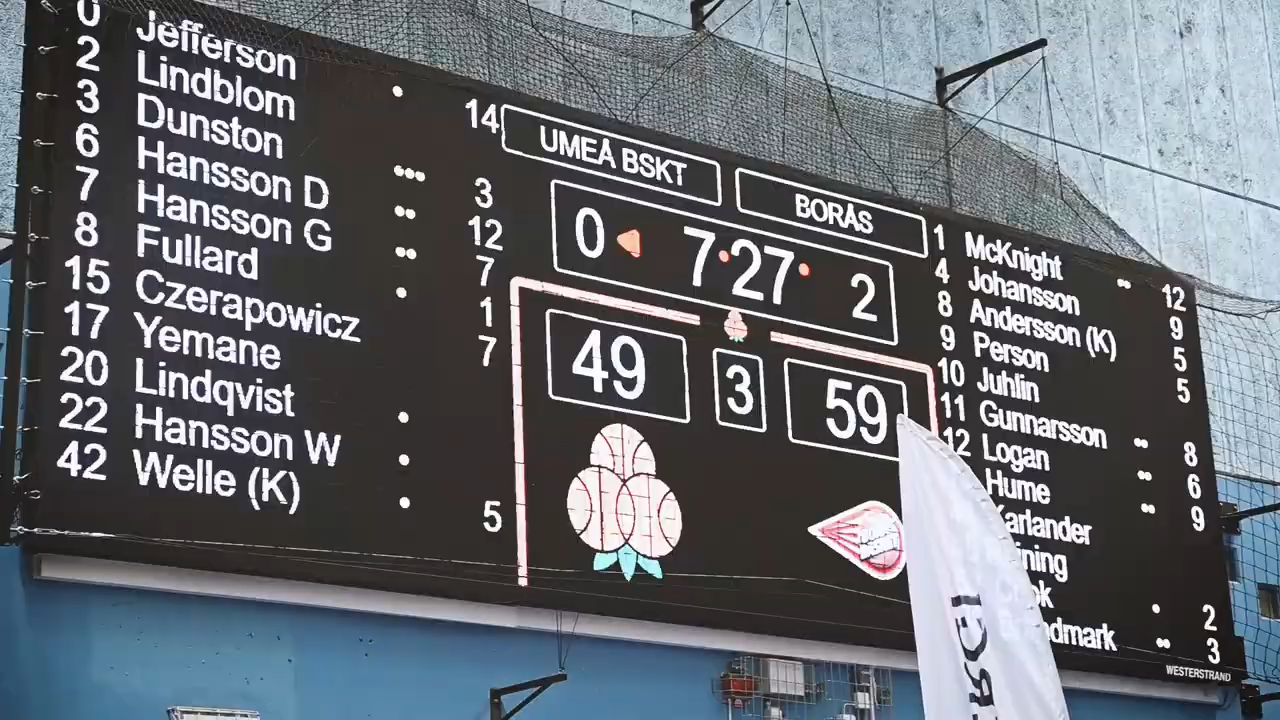 0 Jefferson 14
2 Lindblom
3 Dunston 3
6 Hansson D 12
7 Hansson G 7
8 Fullard 1
15 Czerapowicz 7
17 Yemane
20 Lindqvist
22 Hansson W
42 Welle (K) 5
UMEÅ BSKT BORÅS
0 7:27 2
49 3 59
1 McKnight 12
4 Johansson 9
8 Andersson (K) 5
9 Person 5
10 Juhlin
11 Gunnarsson 8
12 Logan 6
Hume 9
Karlander
2
3
WESTERSTRAND